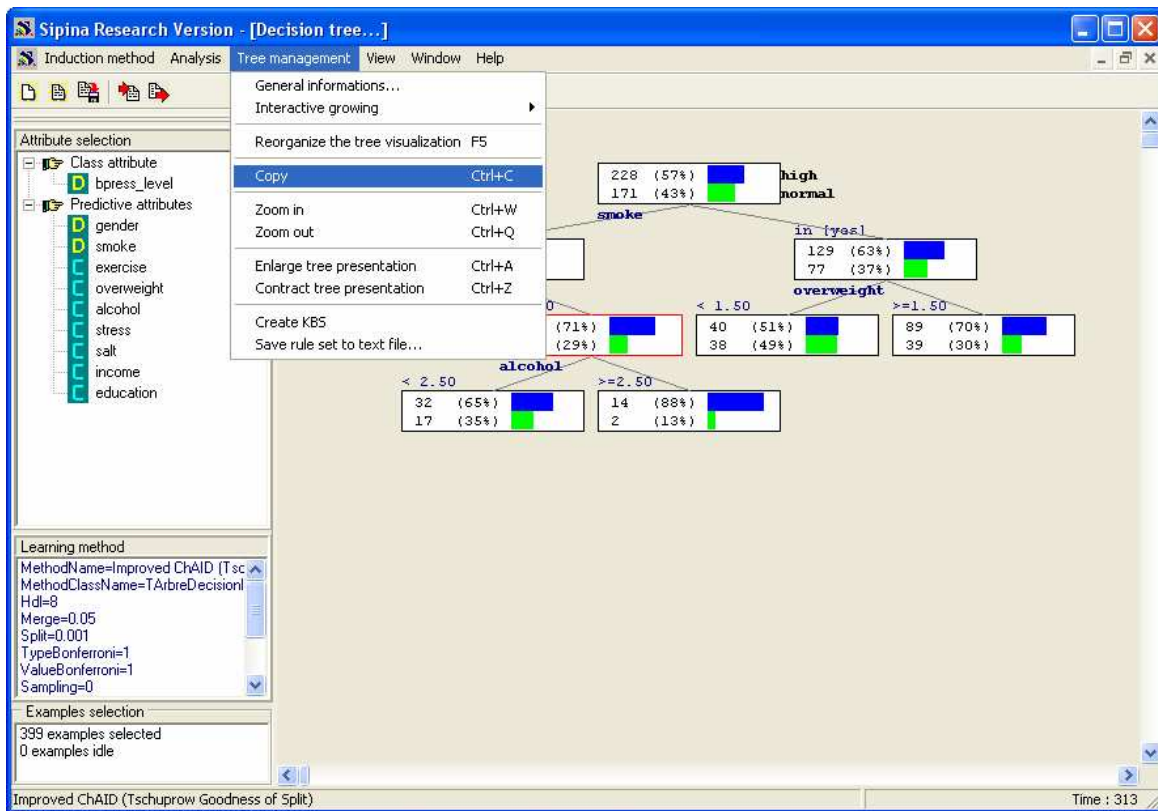 Sipina Research Version - [Decision tree...]
Induction method Analysis Tree management View Window Help
General informations...
Interactive growing
Reorganize the tree visualization F5
Copy Ctrl+C
Zoom in Ctrl+W
Zoom out Ctrl+Q
Enlarge tree presentation Ctrl+A
Contract tree presentation Ctrl+Z
Create KBS
Save rule set to text file...
Attribute selection
Class attribute
D bpress_level
Predictive attributes
D gender
D smoke
C exercise
C overweight
C alcohol
C stress
C salt
C income
C education
Learning method
MethodName=Improved ChAID (Tsc
MethodClassName=TArbreDecisionI
Hdl=8
Merge=0.05
Split=0.001
TypeBonferroni=1
ValueBonferroni=1
Sampling=0
Examples selection
399 examples selected
0 examples idle
228 (57%) high
171 (43%) normal
smoke
in [yes]
129 (63%)
77 (37%)
overweight
0 < 1.50 >=1.50
(71%) 40 (51%) 89 (70%)
(29%) 38 (49%) 39 (30%)
alcohol
< 2.50 >=2.50
32 (65%) 14 (88%)
17 (35%) 2 (13%)
Improved ChAID (Tschuprow Goodness of Split) Time : 313